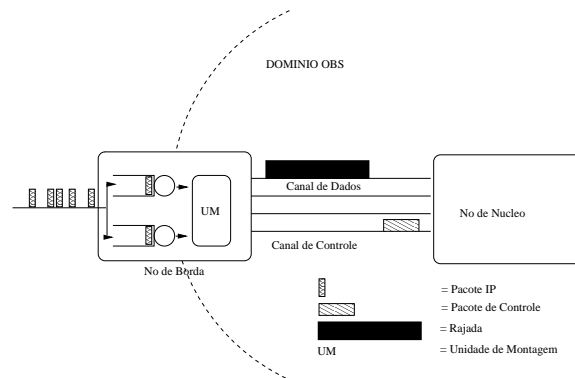 DOMINIO OBS
UM
Canal de Dados
No de Nucleo
Canal de Controle
No de Borda
= Pacote IP
= Pacote de Controle
= Rajada
UM = Unidade de Montagem